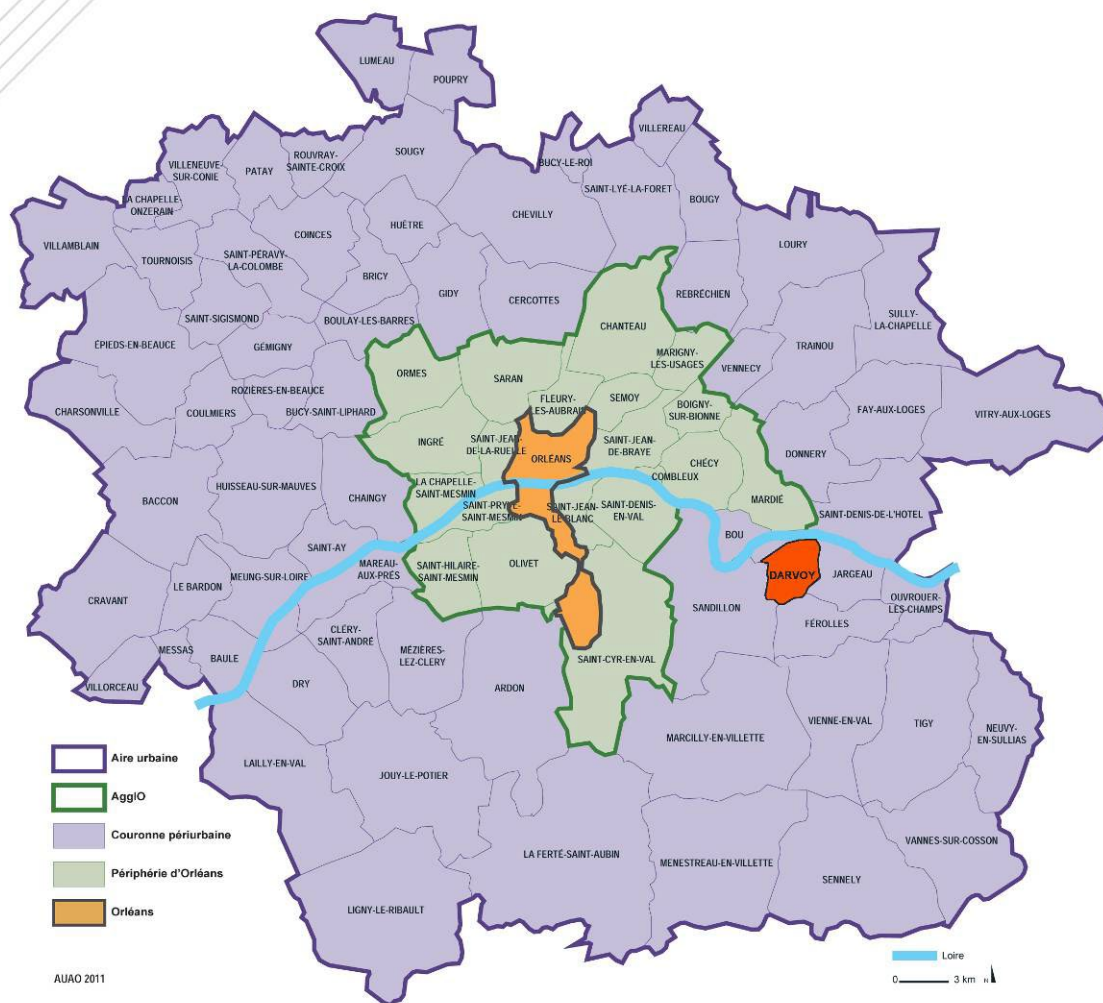 LUMEAU
POUPRY
VILLEREAU
ROUVRAY-
SAINTE-CROIX
SOUGY
BUCY-LE-ROI
VILLENEUVE-
SUR-CONIE
PATAY
SAINT-LYÉ-LA-FORET
BOUGY
LA CHAPELLE-
ONZERAIN
CHEVILLY
HUÊTRE
COINCES
VILLAMBLAIN
LOURY
TOURNOISIS
SAINT-PÉRAVY-
LA-COLOMBE
BRICY
GIDY
CERCOTTES
REBRÉCHIEN
SULLY-
LA-CHAPELLE
SAINT-SIGISMOND
BOULAY-LES-BARRES
CHANTEAU
ÉPIEDS-EN-BEAUCE
GÉMIGNY
TRAINOU
MARIGNY-
LES-USAGES
VENNECY
ORMES
SARAN
ROZIÈRES-EN-BEAUCE
FLEURY-
LES-AUBRAIN
SEMOY
BOIGNY-
SUR-BIONNE
CHARSONVILLE
COULMIERS
BUCY-SAINT-LIPHARD
FAY-AUX-LOGES
VITRY-AUX-LOGES
INGRÉ
SAINT-JEAN-
DE-LA-RUELLE
ORLÉANS
SAINT-JEAN-
DE-BRAYE
CHÉCY
DONNERY
COMBLEUX
LA CHAPELLE-
SAINT-MESMIN
HUISSEAU-SUR-MAUVES
CHAINGY
BACCON
MARDIÉ
SAINT-PRYVÉ-
SAINT-MESMIN
SAINT-JEAN-
LE-BLANC
SAINT-DENIS-
EN-VAL
SAINT-DENIS-DE-L'HOTEL
BOU
SAINT-AY
MAREAU-
AUX-PRÉS
SAINT-HILAIRE-
SAINT-MESMIN
OLIVET
DARVOY
JARGEAU
LE BARDON
MEUNG-SUR-LOIRE
OUVROUER-
LES-CHAMPS
CRAVANT
SANDILLON
FÉROLLES
CLÉRY-
SAINT-ANDRÉ
MESSAS
BAULE
MÉZIÈRES-
LEZ-CLERY
SAINT-CYR-EN-VAL
VILLORCEAU
DRY
ARDON
VIENNE-EN-VAL
TIGY
NEUVY-
EN-SULLIAS
MARCILLY-EN-VILLETTE
LAILLY-EN-VAL
JOUY-LE-POTIER
LA FERTÉ-SAINT-AUBIN
MENESTREAU-EN-VILLETTE
VANNES-SUR-COSSON
SENNELY
LIGNY-LE-RIBAULT
Aire urbaine
AgglO
Couronne périurbaine
Périphérie d'Orléans
Orléans
AUAO 2011
Loire
0 3 km N